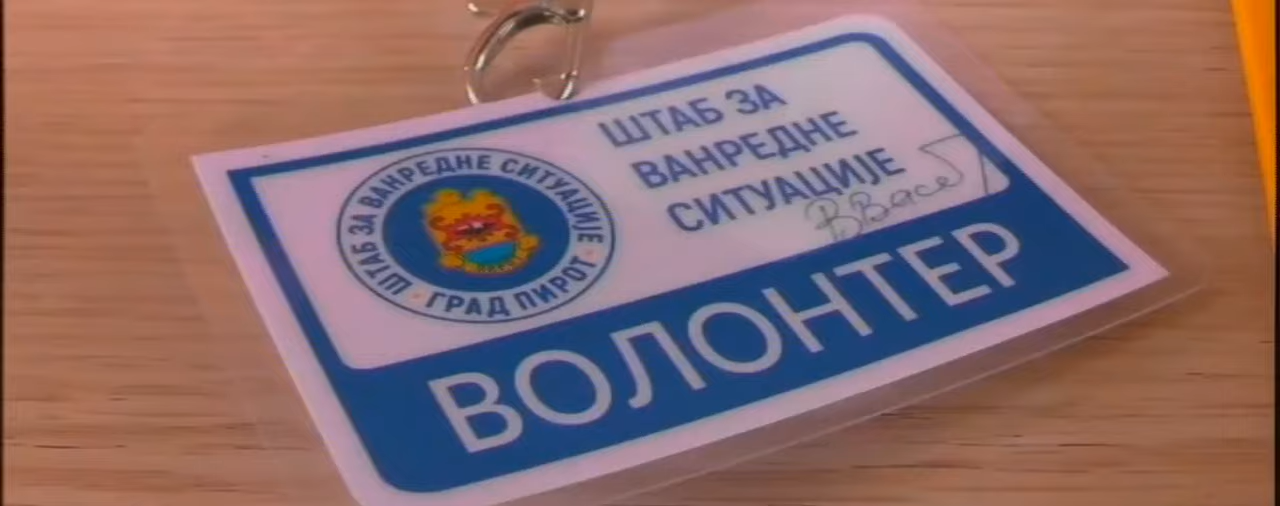 ШТАБ ЗА
ВАНРЕДНЕ
СИТУАЦИЈЕ
ШТАБ ЗА ВАНРЕДНЕ СИТУАЦИЈЕ
ГРАД ПИРОТ
ВОЛОНТЕР